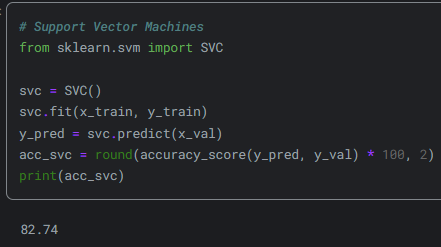 # Support Vector Machines
from sklearn.svm import SVC
svc = SVC()
svc.fit(x_train, y_train)
y_pred = svc.predict(x_val)
acc_svc = round(accuracy_score(y_pred, y_val) * 100, 2)
print(acc_svc)
82.74